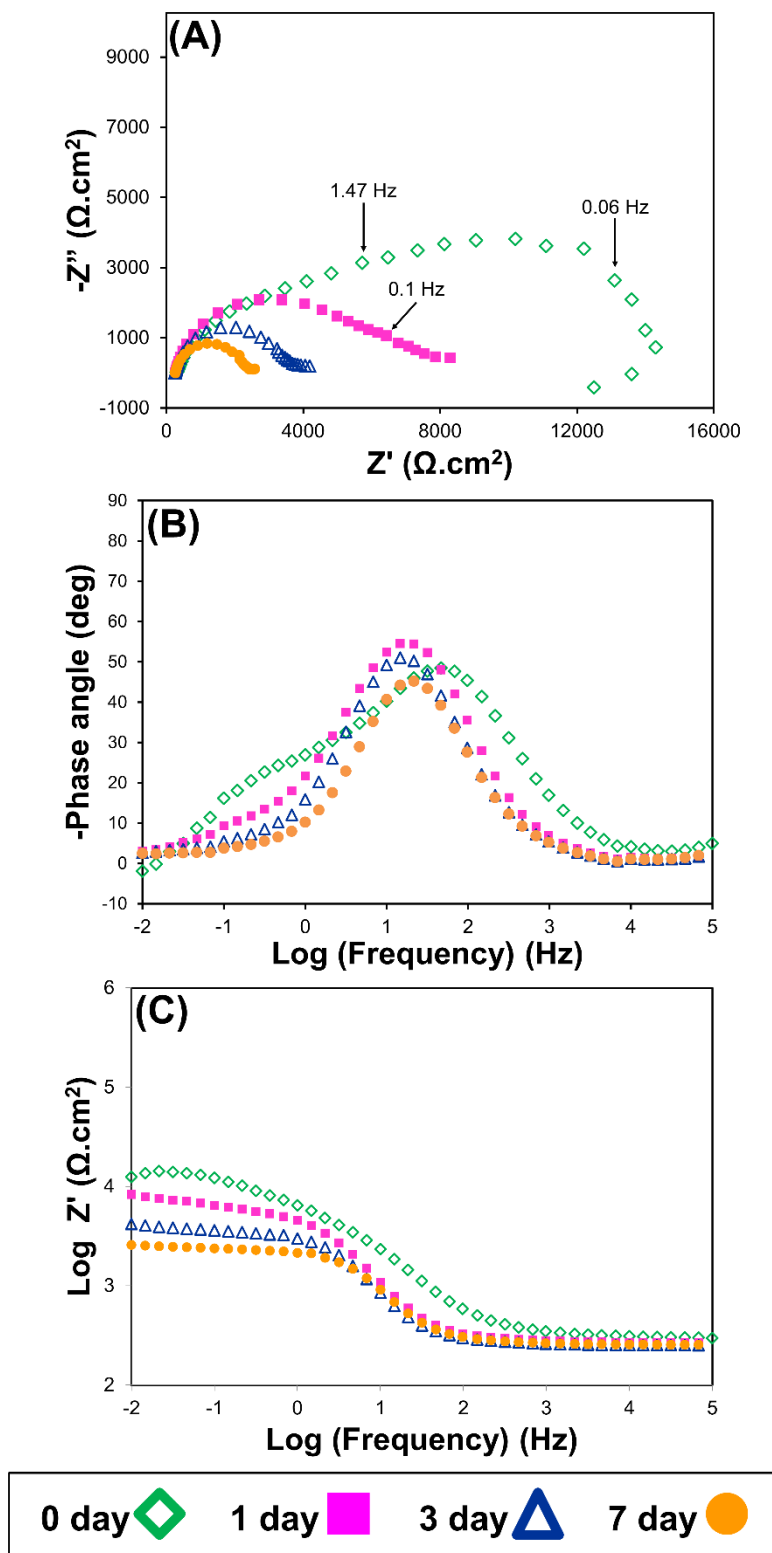 (A)
9000
7000
5000
3000
1000
-1000
-Z” (Ω.cm²)
1.47 Hz
0.06 Hz
0.1 Hz
0 4000 8000 12000 16000
Z' (Ω.cm²)
(B)
90
80
70
60
50
40
30
20
10
0
-10
-Phase angle (deg)
-2 -1 0 1 2 3 4 5
Log (Frequency) (Hz)
(C)
6
5
4
3
2
Log Z' (Ω.cm²)
-2 -1 0 1 2 3 4 5
Log (Frequency) (Hz)
0 day 1 day 3 day 7 day